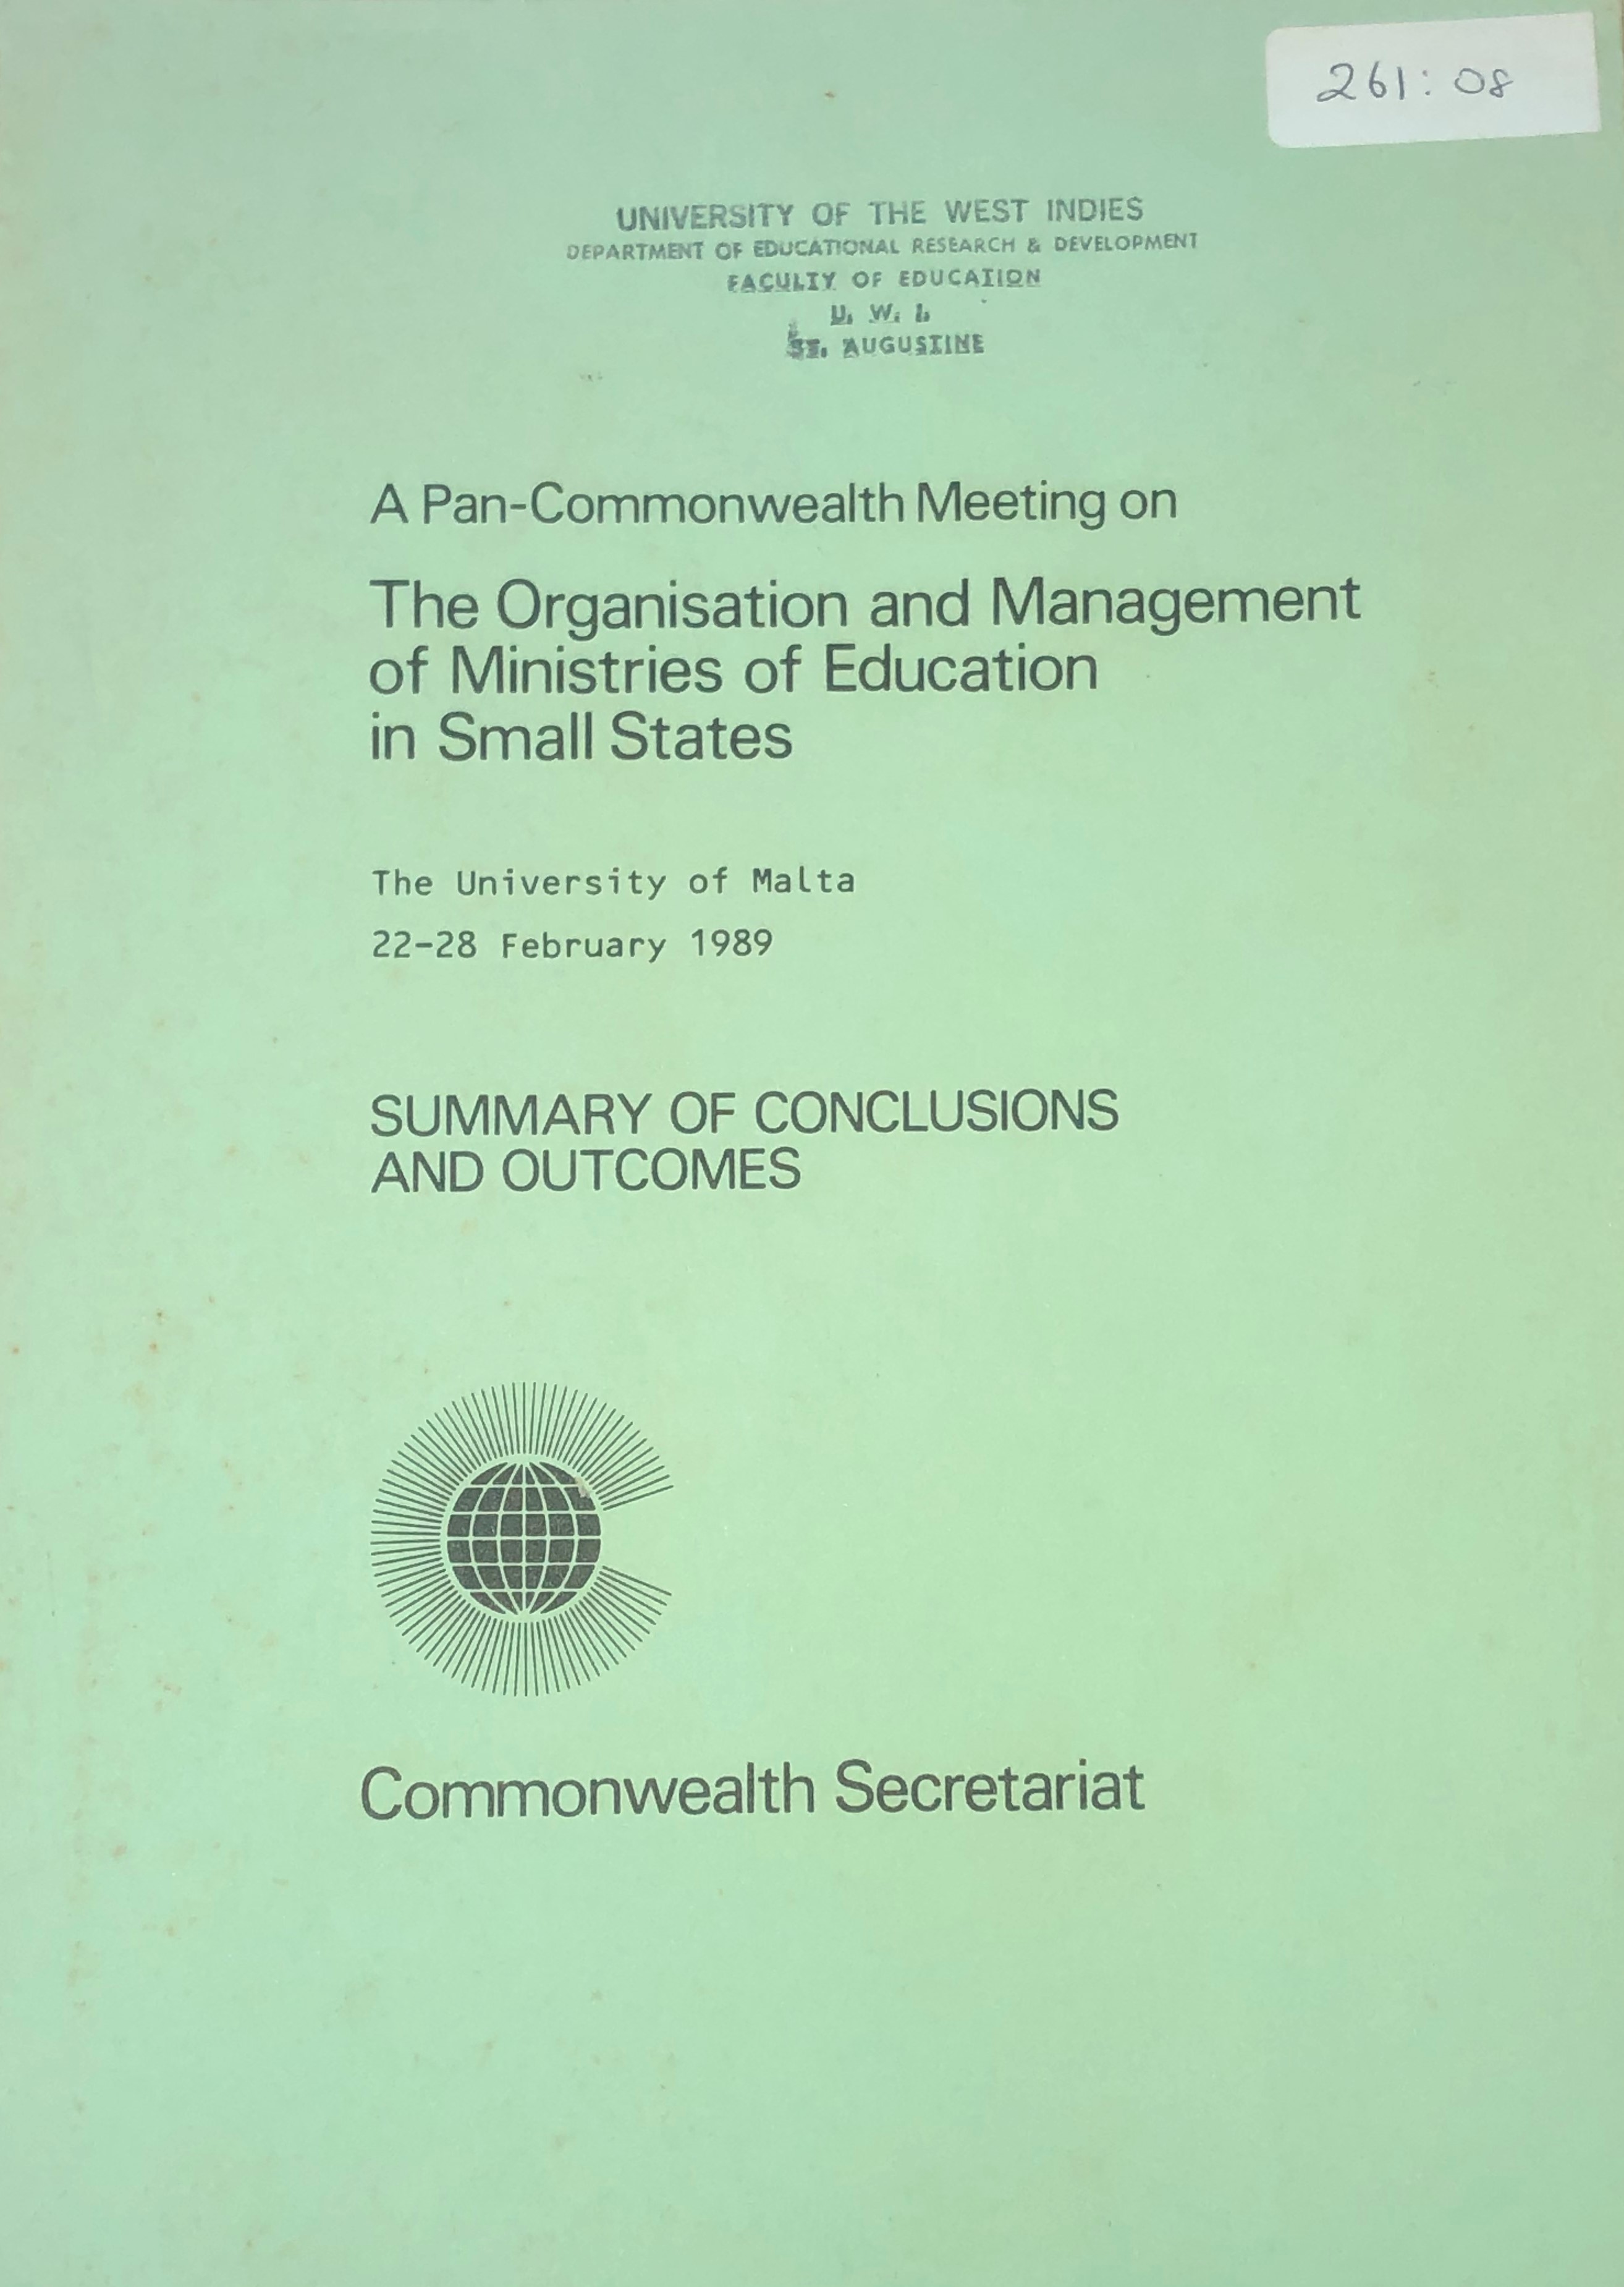 261:08
UNIVERSITY OF THE WEST INDIES
DEPARTMENT OF EDUCATIONAL RESEARCH & DEVELOPMENT
FACULTY OF EDUCATION
U. W. I.
ST. AUGUSTINE
A Pan-Commonwealth Meeting on
The Organisation and Management
of Ministries of Education
in Small States
The University of Malta
22-28 February 1989
SUMMARY OF CONCLUSIONS
AND OUTCOMES
Commonwealth Secretariat